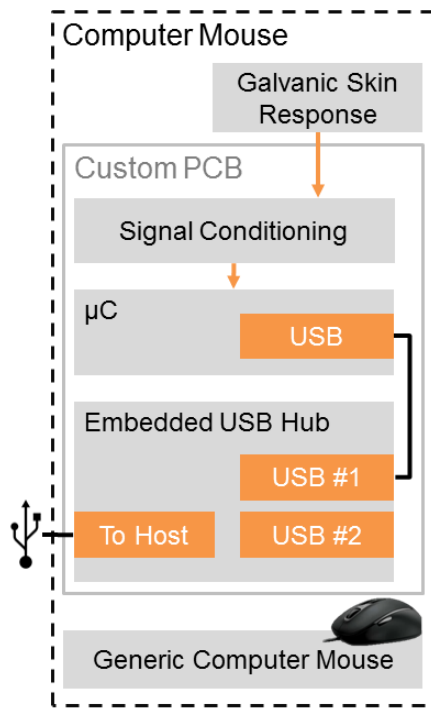 Computer Mouse
Galvanic Skin
Response
Custom PCB
Signal Conditioning
µC
USB
Embedded USB Hub
USB #1
To Host
USB #2
Generic Computer Mouse